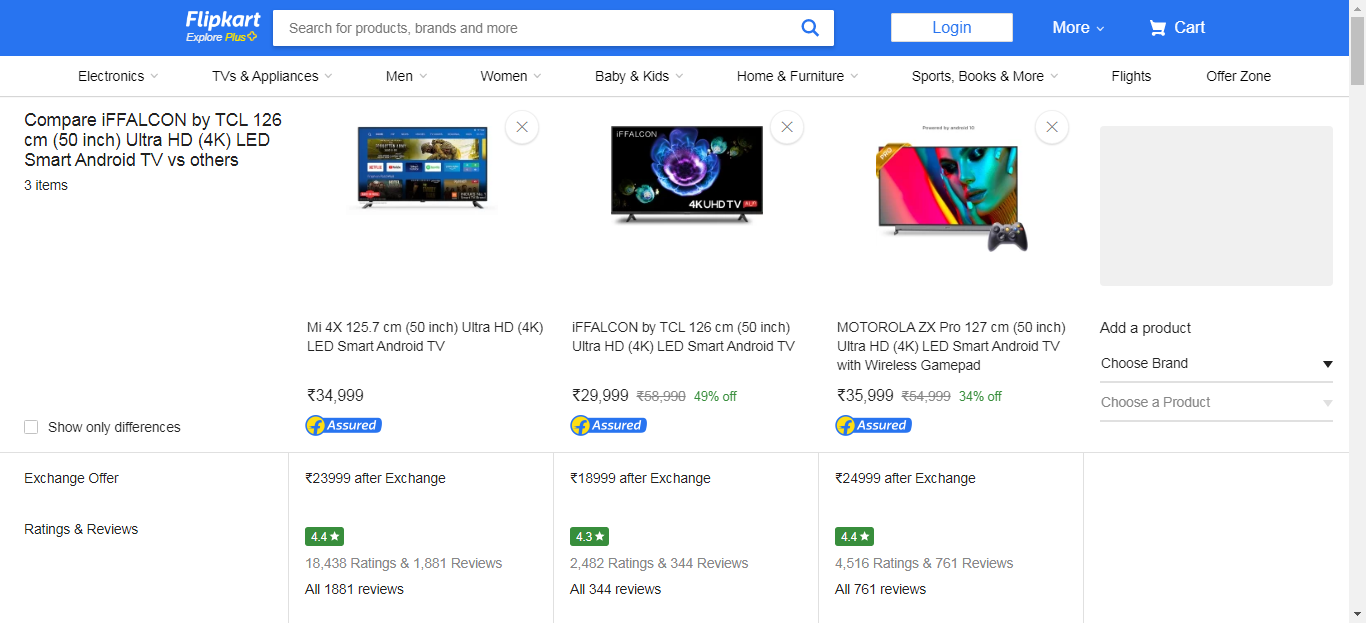 Flipkart
Explore Plus
Search for products, brands and more
Login
More
Cart
Electronics
TVs & Appliances
Men
Women
Baby & Kids
Home & Furniture
Sports, Books & More
Flights
Offer Zone
Compare iFFALCON by TCL 126
cm (50 inch) Ultra HD (4K) LED
Smart Android TV vs others
3 items
iFFALCON
4K UHD TV
Powered by android 10
PRO
Mi 4X 125.7 cm (50 inch) Ultra HD (4K)
LED Smart Android TV
₹34,999
Assured
iFFALCON by TCL 126 cm (50 inch)
Ultra HD (4K) LED Smart Android TV
₹29,999 ₹58,990 49% off
Assured
MOTOROLA ZX Pro 127 cm (50 inch)
Ultra HD (4K) LED Smart Android TV
with Wireless Gamepad
₹35,999 ₹54,999 34% off
Assured
Add a product
Choose Brand
Choose a Product
Show only differences
Exchange Offer
₹23999 after Exchange
₹18999 after Exchange
₹24999 after Exchange
Ratings & Reviews
4.4
18,438 Ratings & 1,881 Reviews
All 1881 reviews
4.3
2,482 Ratings & 344 Reviews
All 344 reviews
4.4
4,516 Ratings & 761 Reviews
All 761 reviews